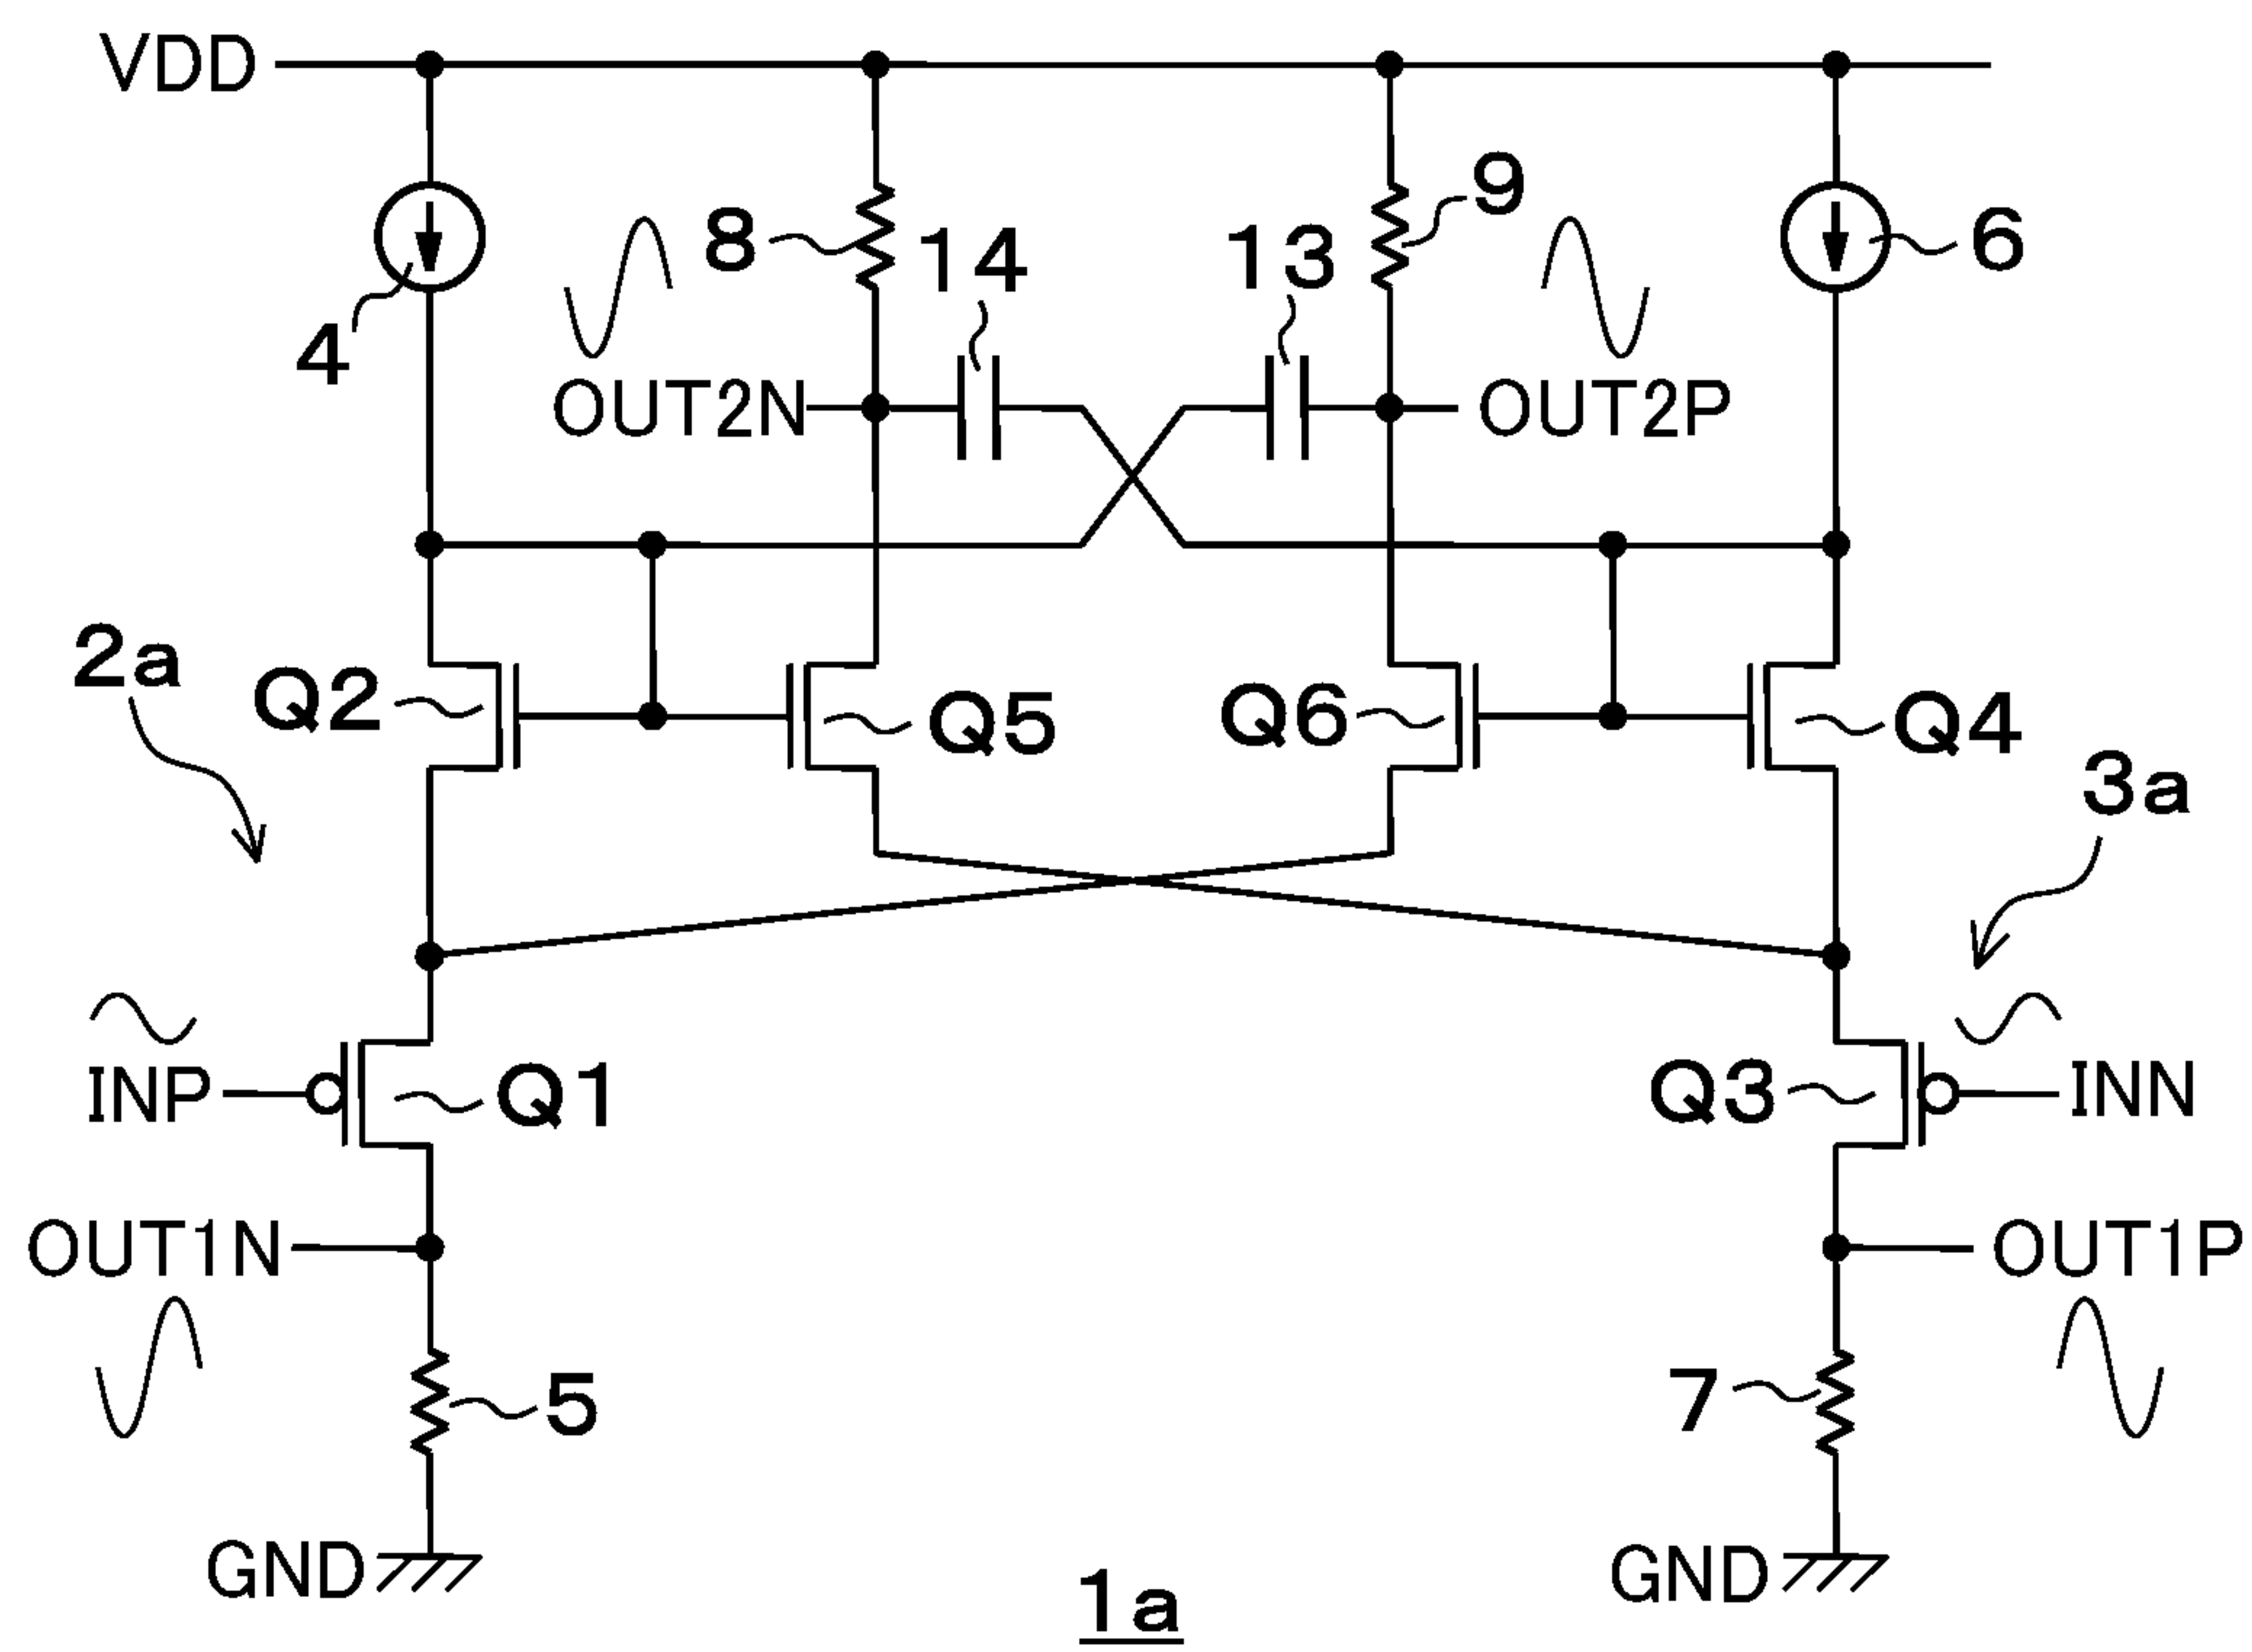 VDD
9
8
14
13
6
4
OUT2N
OUT2P
2a
Q2
Q5
Q6
Q4
3a
INP
Q1
Q3
INN
OUT1N
OUT1P
5
7
GND
GND
1a